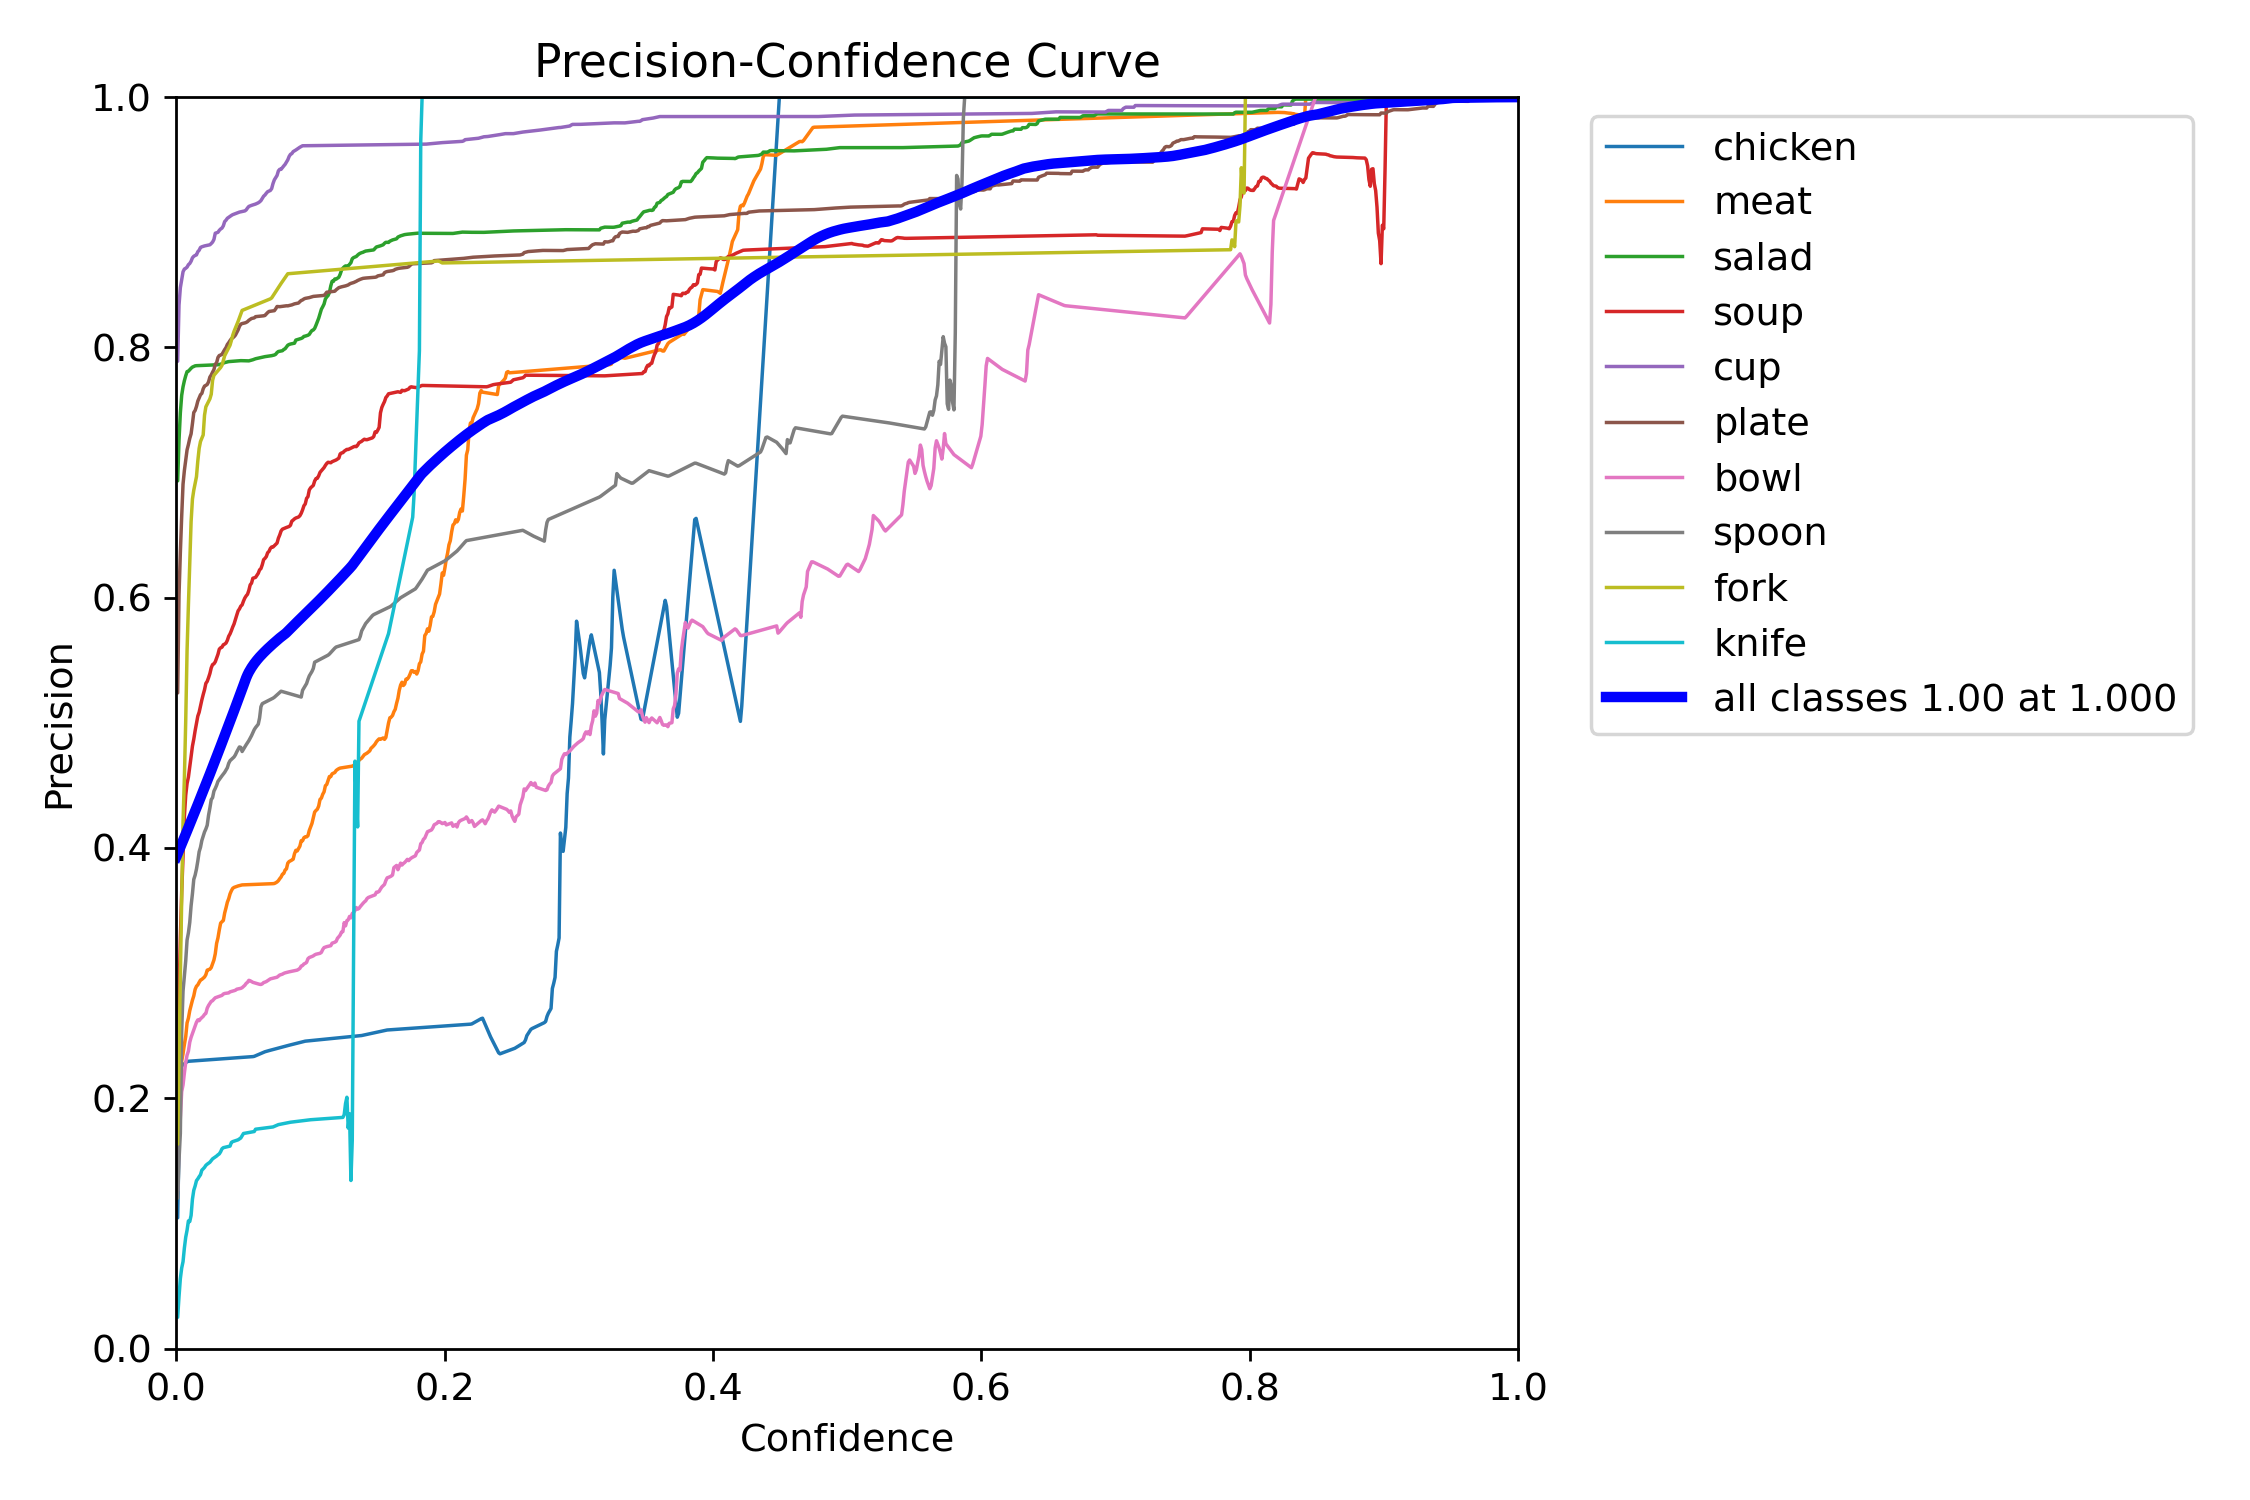 Precision-Confidence Curve
1.0
0.8
0.6
0.4
0.2
0.0
Precision
0.0 0.2 0.4 0.6 0.8 1.0
Confidence
chicken
meat
salad
soup
cup
plate
bowl
spoon
fork
knife
all classes 1.00 at 1.000